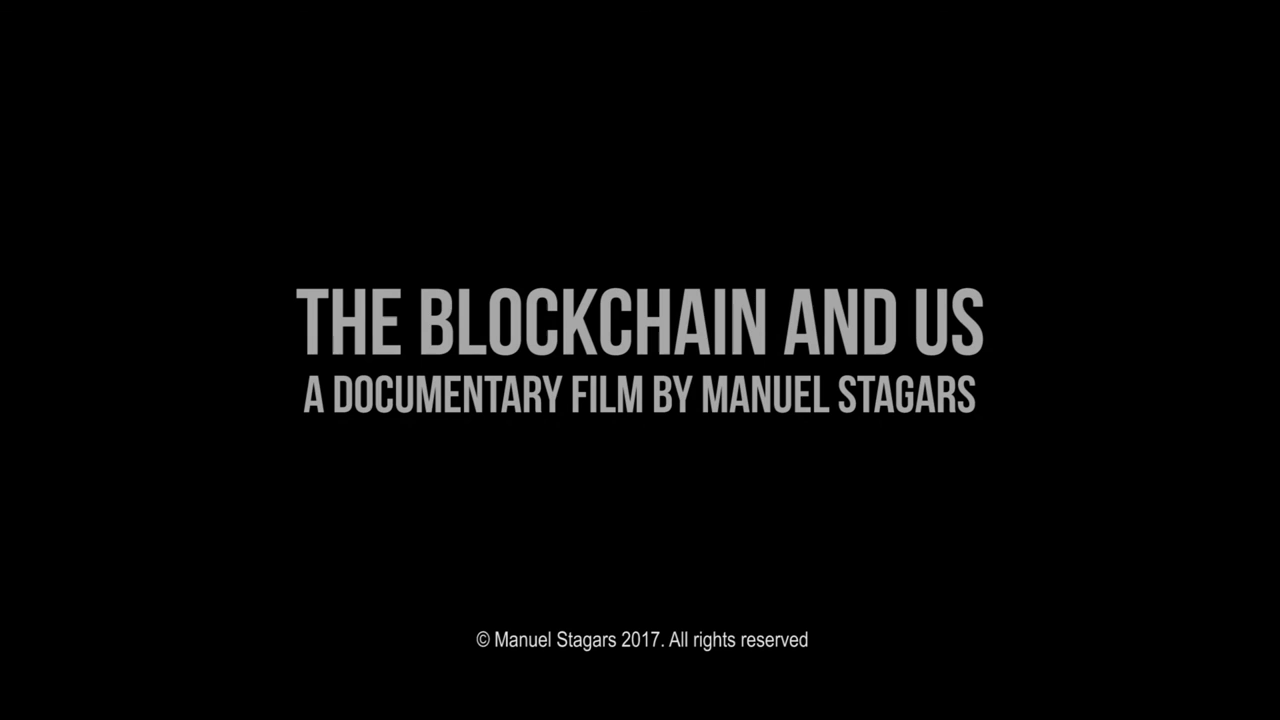 THE BLOCKCHAIN AND US
A DOCUMENTARY FILM BY MANUEL STAGARS
© Manuel Stagars 2017. All rights reserved